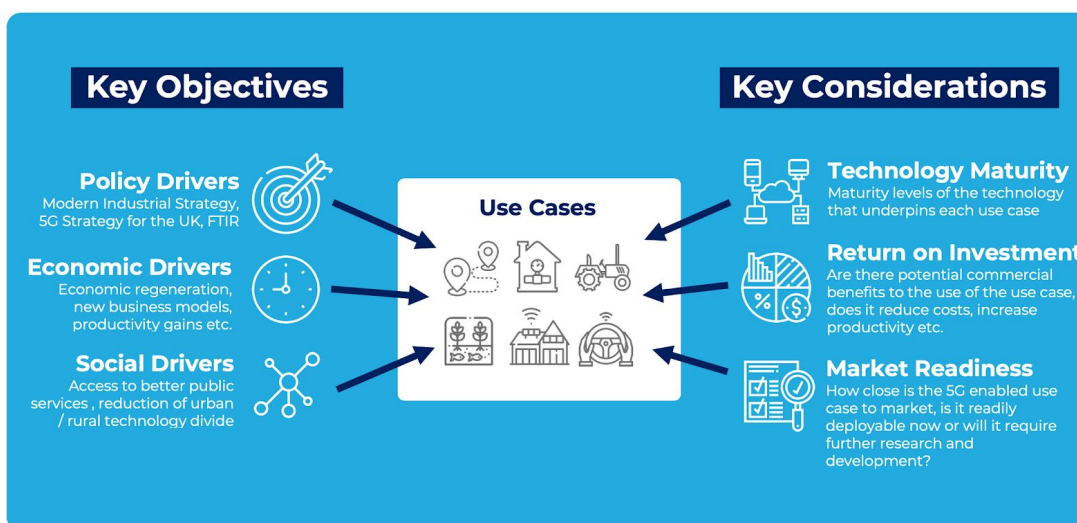 Key Objectives
Policy Drivers
Modern Industrial Strategy,
5G Strategy for the UK, FTIR
Economic Drivers
Economic regeneration,
new business models,
productivity gains etc.
Social Drivers
Access to better public
services , reduction of urban
/ rural technology divide
Use Cases
Key Considerations
Technology Maturity
Maturity levels of the technology
that underpins each use case
Return on Investment
Are there potential commercial
benefits to the use of the use case,
does it reduce costs, increase
productivity etc.
Market Readiness
How close is the 5G enabled use
case to market, is it readily
deployable now or will it require
further research and
development?